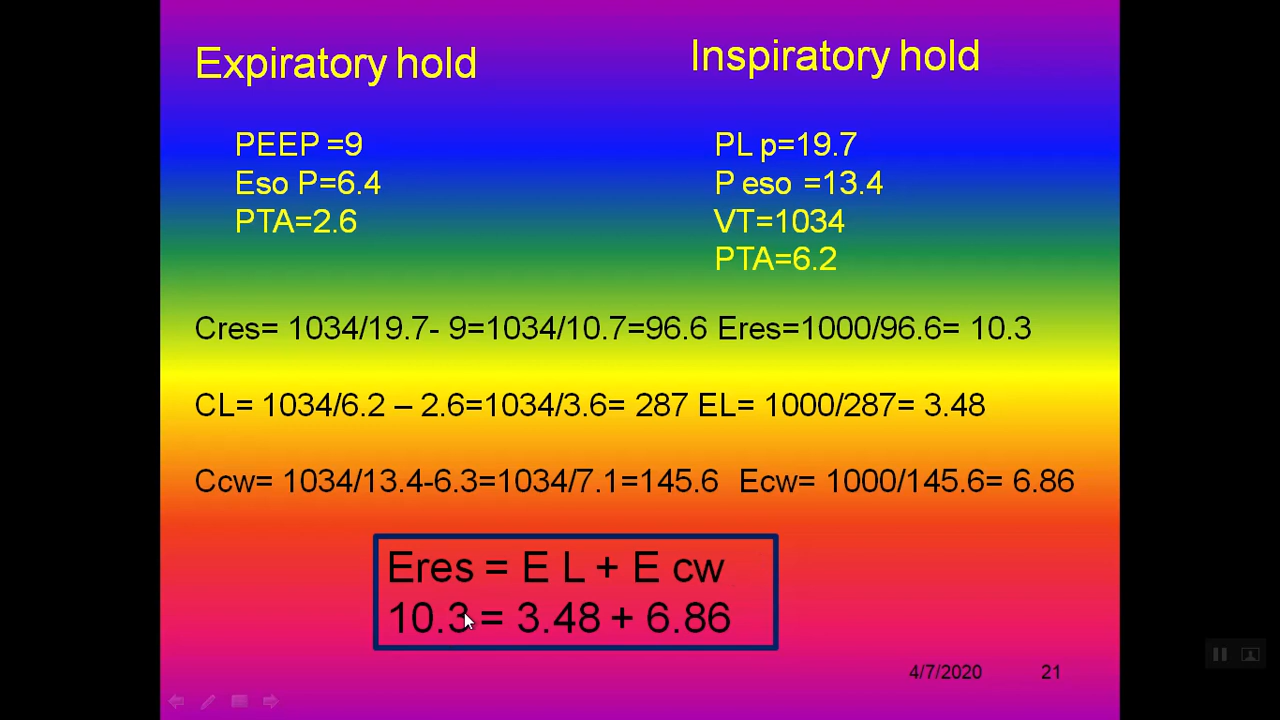 Expiratory hold
PEEP =9
Eso P=6.4
PTA=2.6
Inspiratory hold
PL p=19.7
P eso =13.4
VT=1034
PTA=6.2
Cres= 1034/19.7- 9=1034/10.7=96.6 Eres=1000/96.6= 10.3
CL= 1034/6.2 – 2.6=1034/3.6= 287 EL= 1000/287= 3.48
Ccw= 1034/13.4-6.3=1034/7.1=145.6 Ecw= 1000/145.6= 6.86
Eres = E L + E cw
10.3 = 3.48 + 6.86
4/7/2020
21